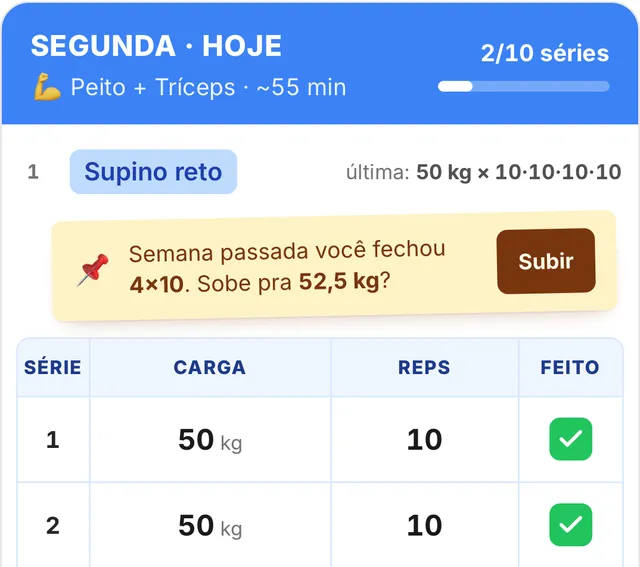 SEGUNDA · HOJE
2/10 séries
💪 Peito + Tríceps · ~55 min
1 Supino reto última: 50 kg × 10·10·10·10
📌 Semana passada você fechou
4×10. Sobe pra 52,5 kg?
Subir
SÉRIE CARGA REPS FEITO
1 50 kg 10
2 50 kg 10